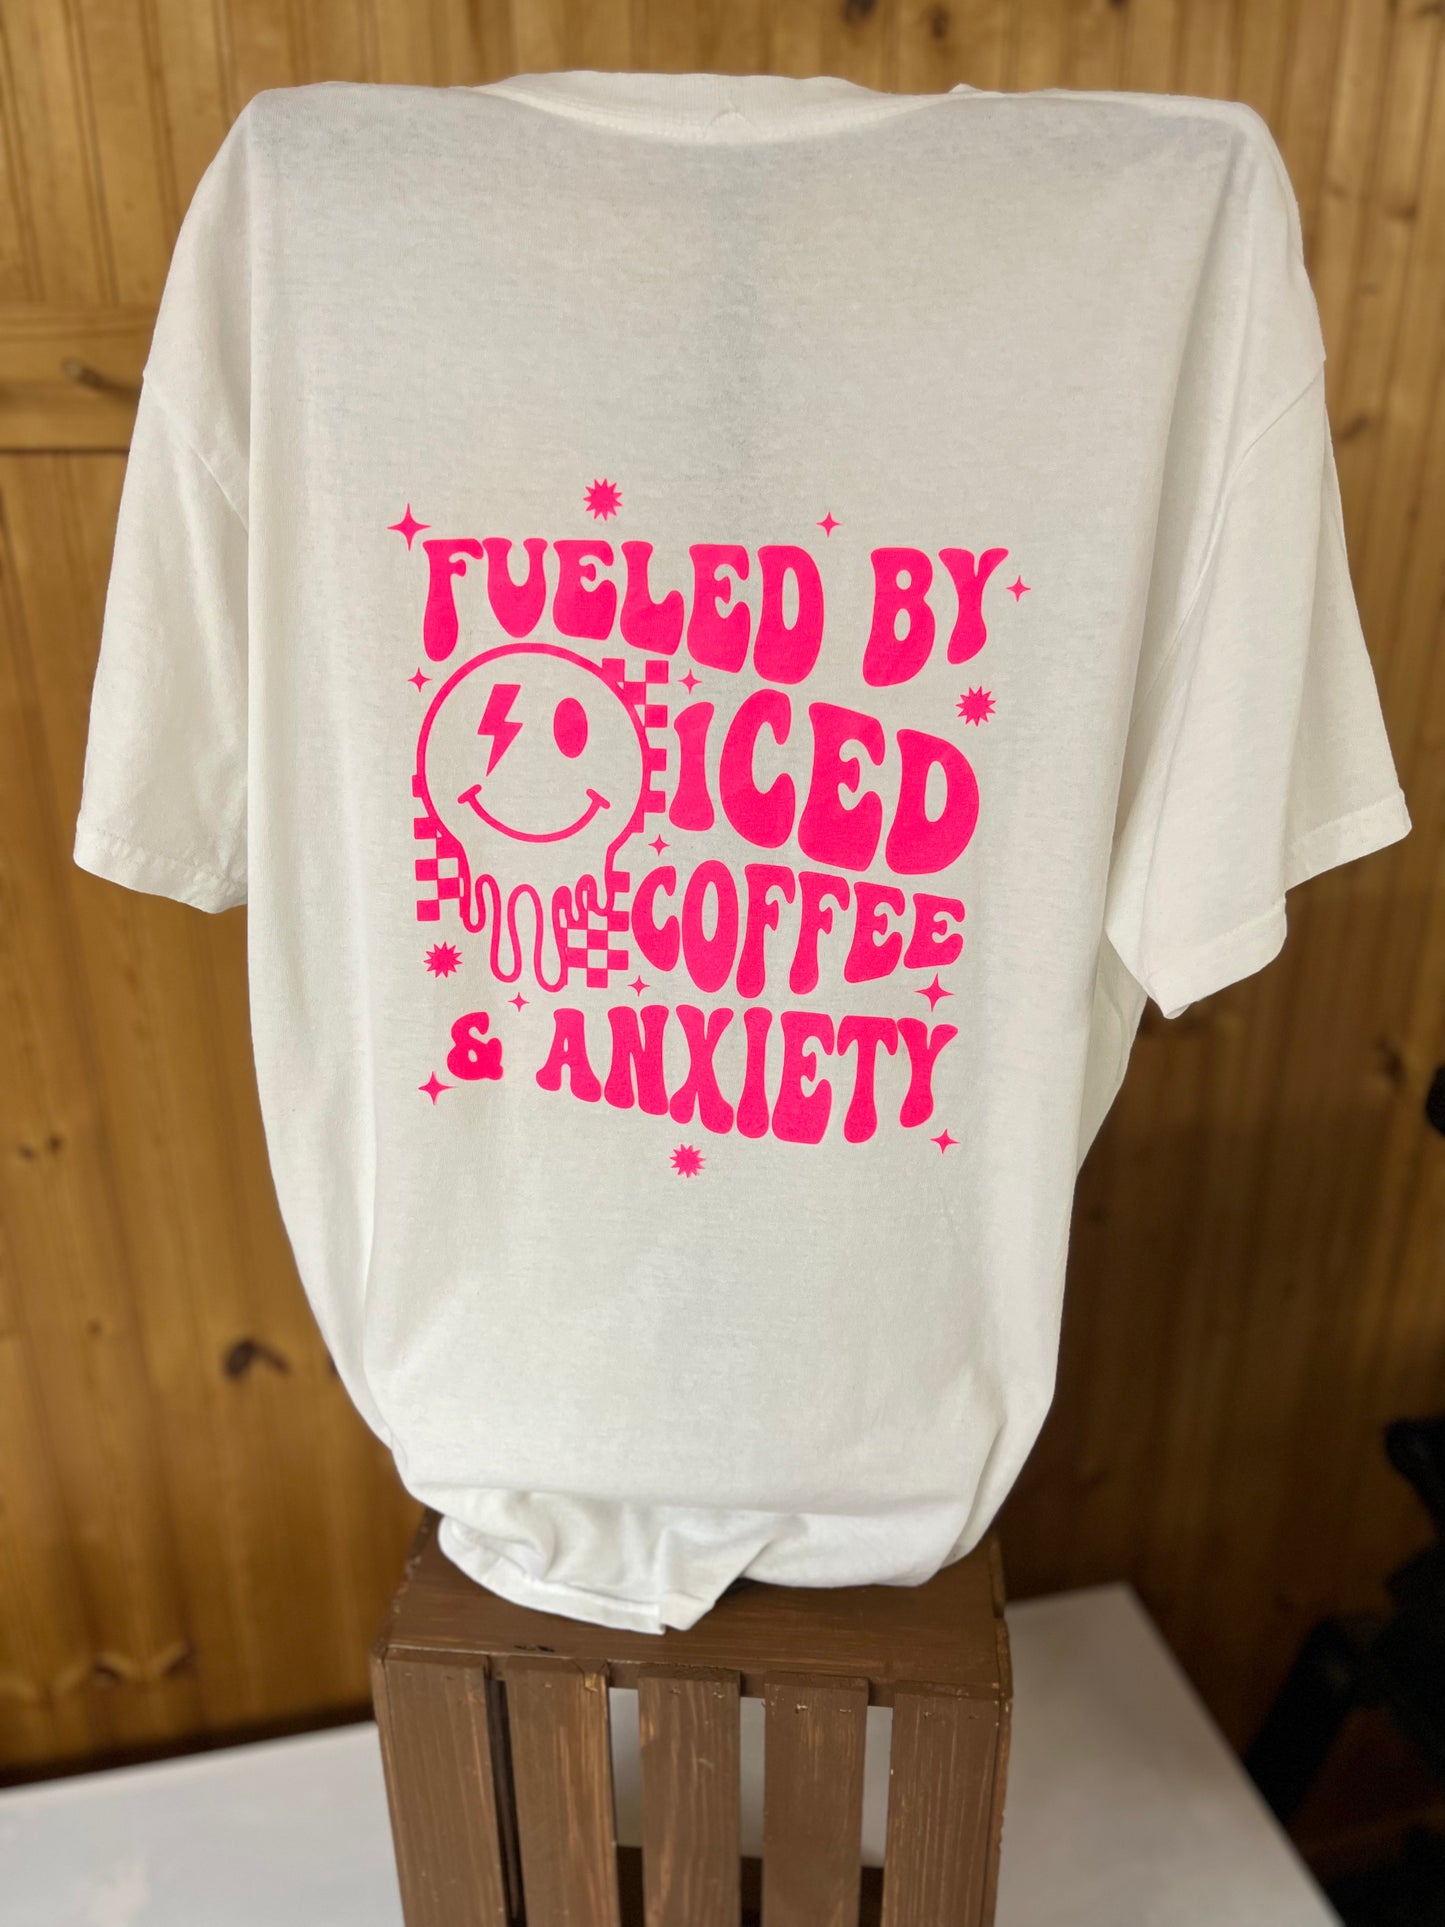 FUELED BY
ICED
COFFEE
& ANXIETY